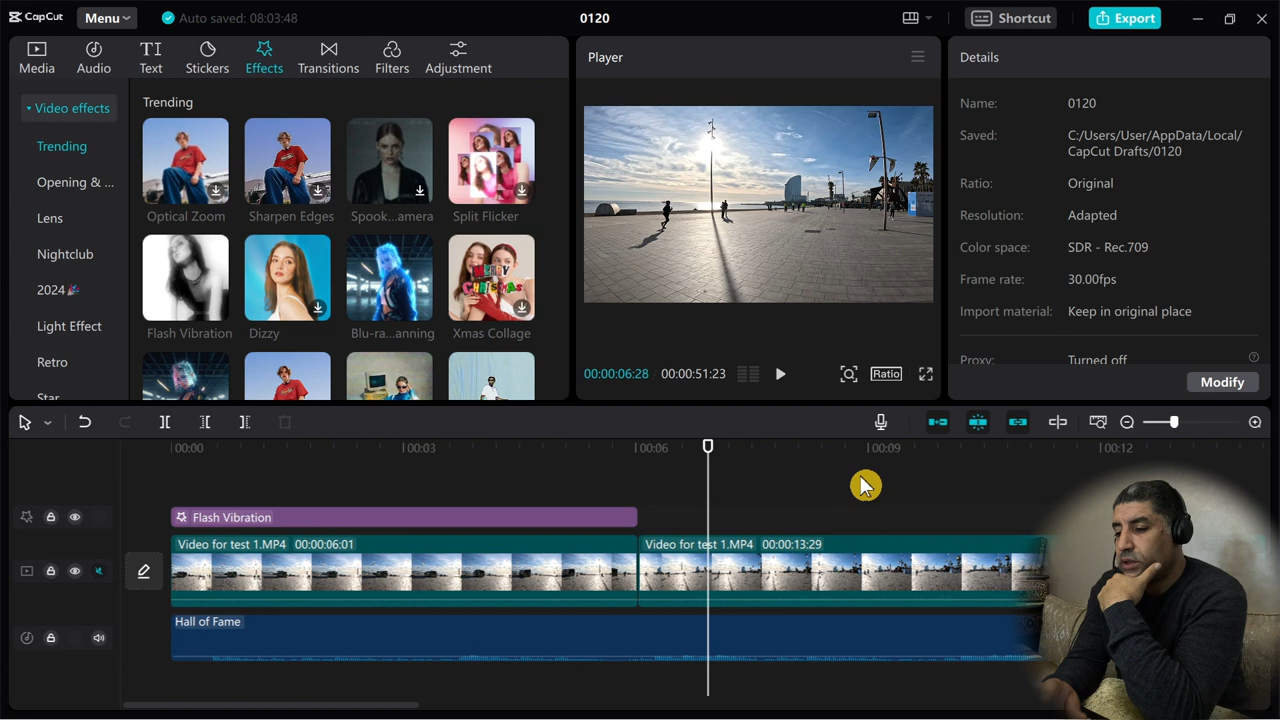 CapCut
Menu
Auto saved: 08:03:48
0120
Shortcut
Export
Media
Audio
TI
Text
Stickers
Effects
Transitions
Filters
Adjustment
Video effects
Trending
Opening & ...
Lens
Nightclub
2024🎉
Light Effect
Retro
Star
Trending
Optical Zoom
Sharpen Edges
Spook...amera
Split Flicker
MERRY
CHRISTMAS
Flash Vibration
Dizzy
Blu-ra...anning
Xmas Collage
Player
00:00:06:28
00:00:51:23
Ratio
Details
Name:
0120
Saved:
C:/Users/User/AppData/Local/
CapCut Drafts/0120
Ratio:
Original
Resolution:
Adapted
Color space:
SDR - Rec.709
Frame rate:
30.00fps
Import material:
Keep in original place
Proxy:
Turned off
Modify
00:00
00:03
00:06
00:09
00:12
Flash Vibration
Video for test 1.MP4 00:00:06:01
Video for test 1.MP4 00:00:13:29
Hall of Fame